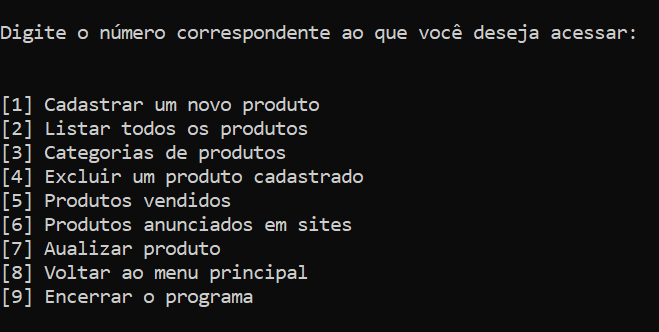 Digite o número correspondente ao que você deseja acessar:
[1] Cadastrar um novo produto
[2] Listar todos os produtos
[3] Categorias de produtos
[4] Excluir um produto cadastrado
[5] Produtos vendidos
[6] Produtos anunciados em sites
[7] Aualizar produto
[8] Voltar ao menu principal
[9] Encerrar o programa